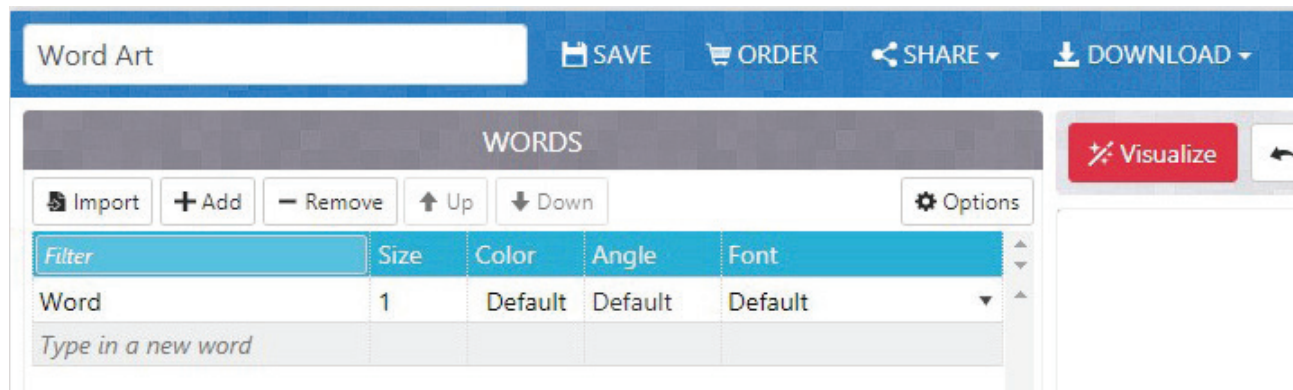 Word Art SAVE ORDER SHARE DOWNLOAD
WORDS
Visualize
Import Add Remove Up Down Options
Filter Size Color Angle Font
Word 1 Default Default Default
Type in a new word